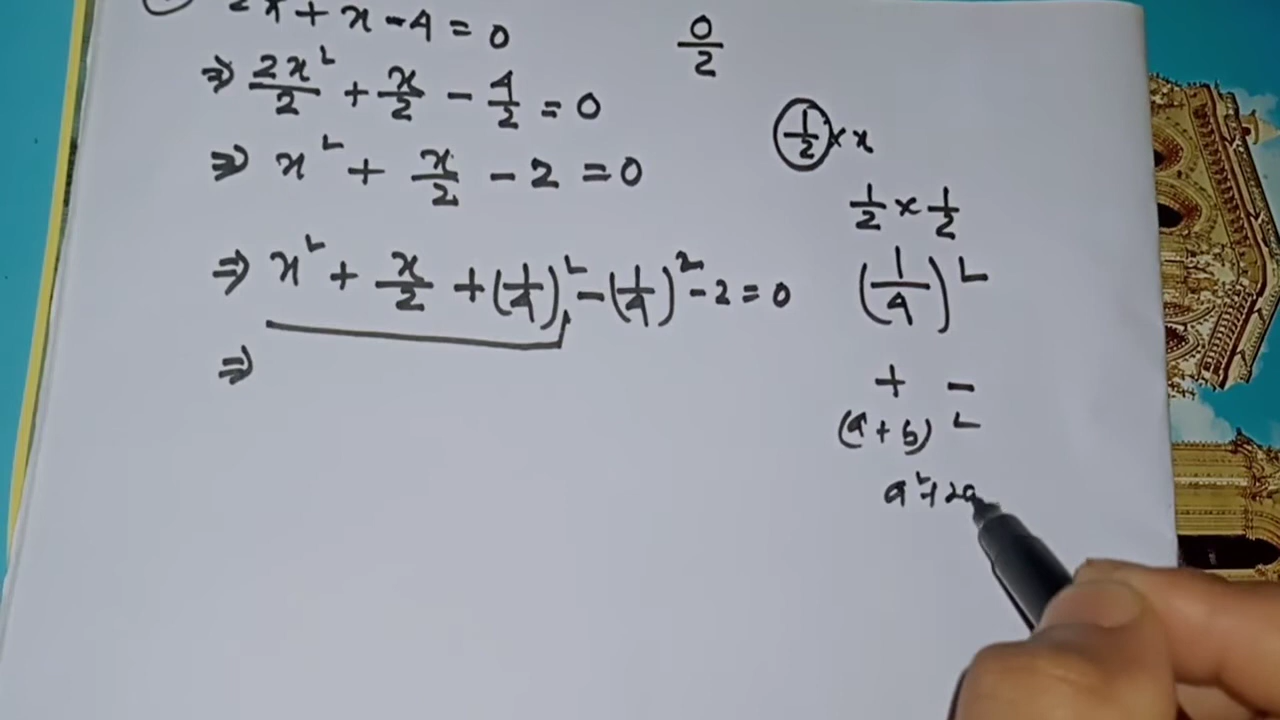 2x² + x - 4 = 0
⇒ 2x²/2 + x/2 - 4/2 = 0
⇒ x² + x/2 - 2 = 0
⇒ x² + x/2 + (1/4)² - (1/4)² - 2 = 0
⇒
0/2
1/2 × x
1/2 × 1/2
(1/4)²
+ -
(a + b)²
a² + 2a